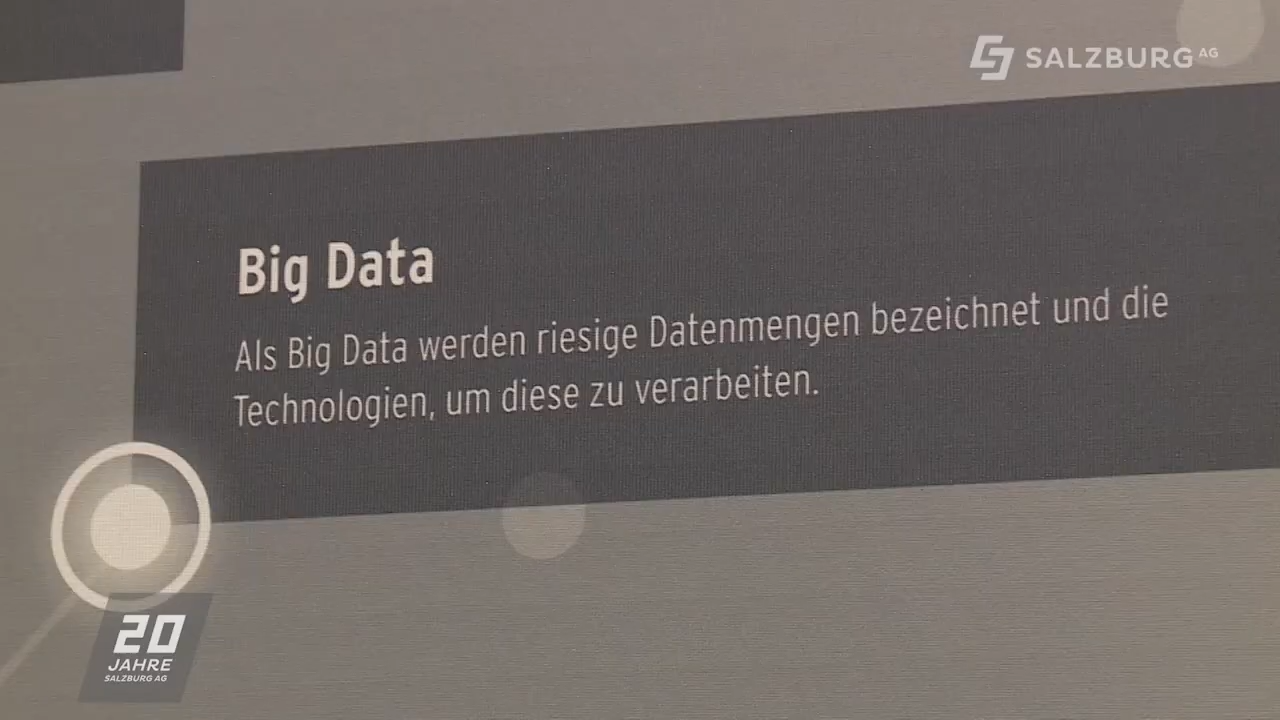 SALZBURG AG
Big Data
Als Big Data werden riesige Datenmengen bezeichnet und die
Technologien, um diese zu verarbeiten.
20
JAHRE
SALZBURG AG